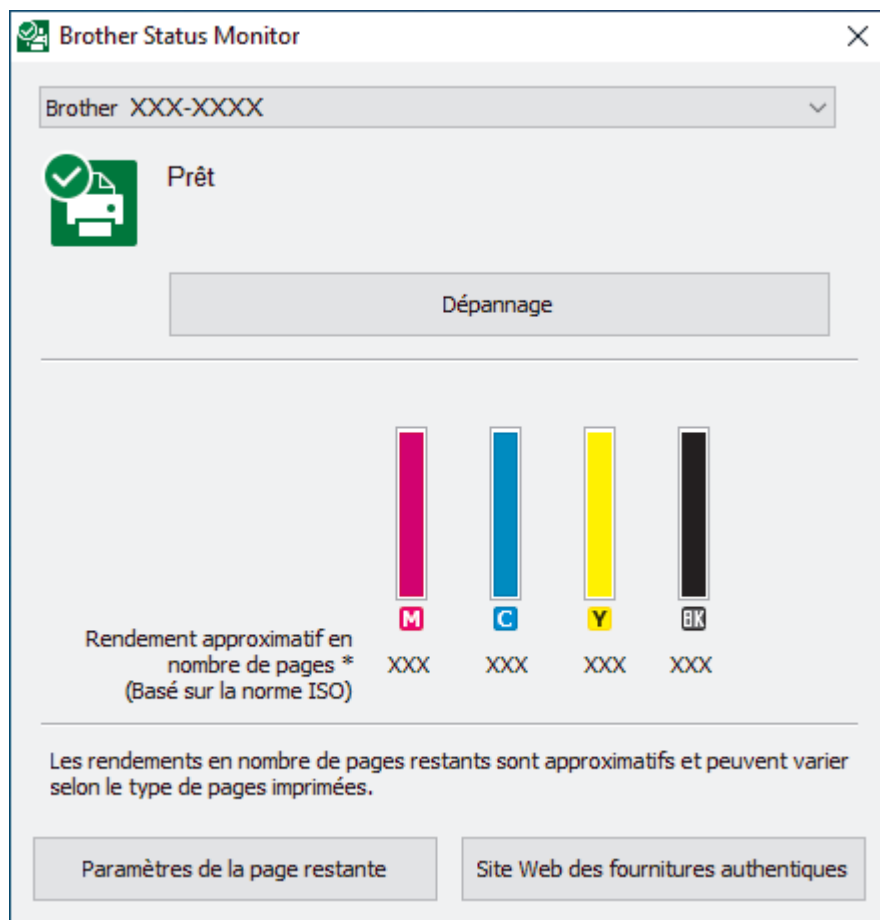 Brother Status Monitor
Brother XXX-XXXX
Prêt
Dépannage
M C Y BK
Rendement approximatif en
nombre de pages * XXX XXX XXX XXX
(Basé sur la norme ISO)
Les rendements en nombre de pages restants sont approximatifs et peuvent varier
selon le type de pages imprimées.
Paramètres de la page restante Site Web des fournitures authentiques